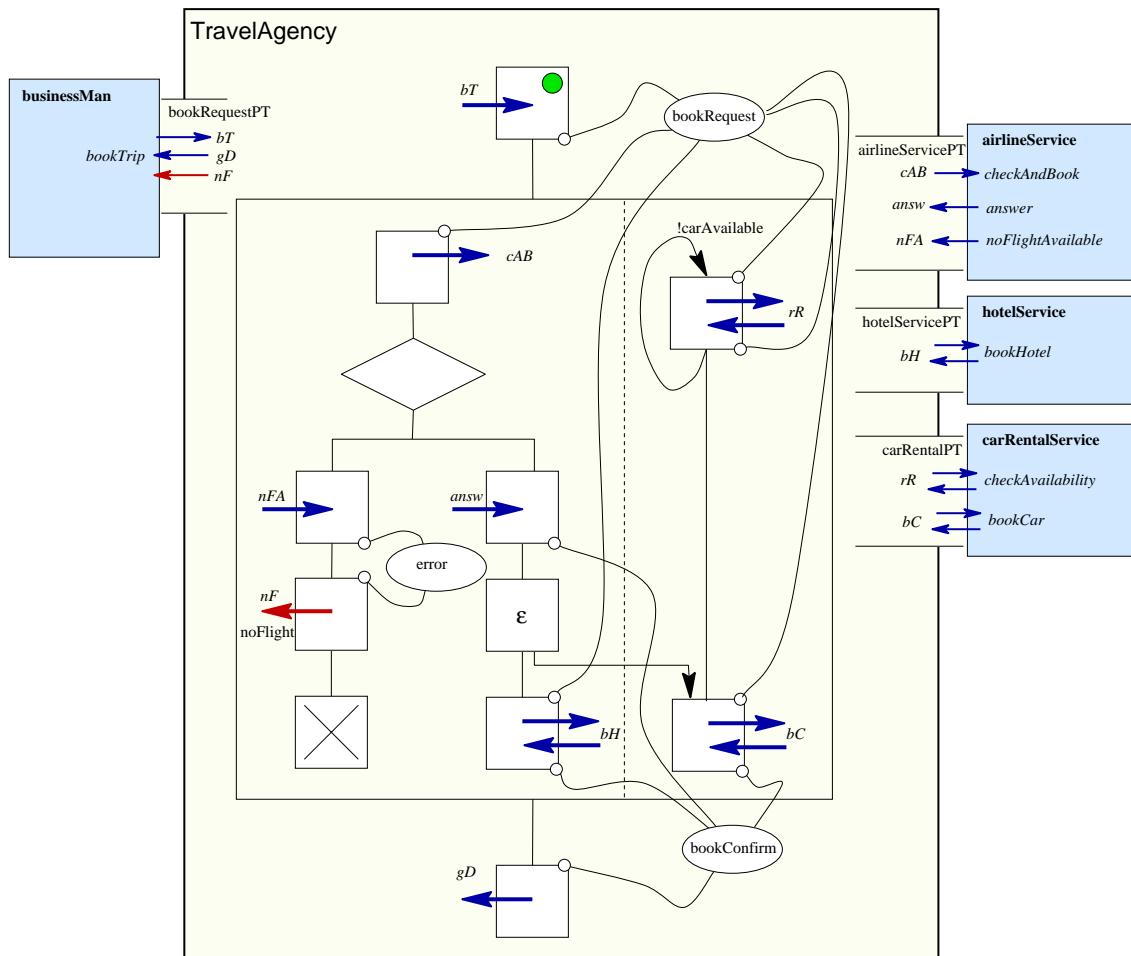 TravelAgency
businessMan
bookTrip
bookRequestPT
bT
gD
nF
bT
bookRequest
airlineServicePT
cAB
answ
nFA
airlineService
checkAndBook
answer
noFlightAvailable
cAB
!carAvailable
rR
hotelServicePT
bH
hotelService
bookHotel
carRentalPT
rR
bC
carRentalService
checkAvailability
bookCar
nFA
answ
error
nF
noFlight
ε
bH
bC
bookConfirm
gD